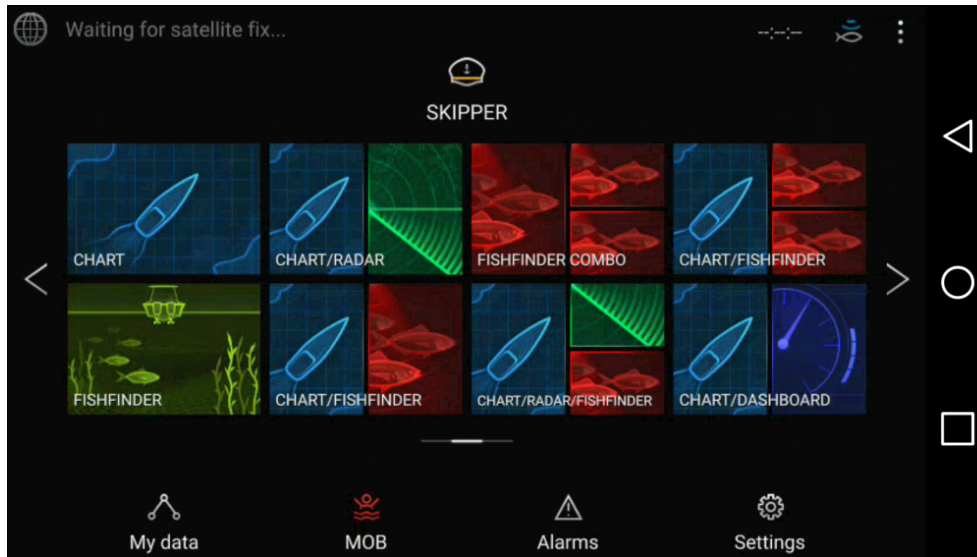 Waiting for satellite fix...
--:--:--
SKIPPER
CHART
CHART/RADAR
FISHFINDER COMBO
CHART/FISHFINDER
FISHFINDER
CHART/FISHFINDER
CHART/RADAR/FISHFINDER
CHART/DASHBOARD
My data
MOB
Alarms
Settings